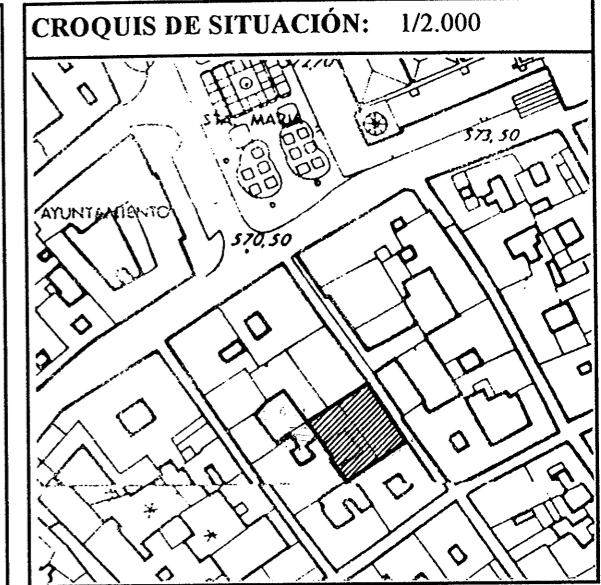 CROQUIS DE SITUACIÓN: 1/2.000
STA MARIA
573,50
AYUNTAMIENTO
570,50